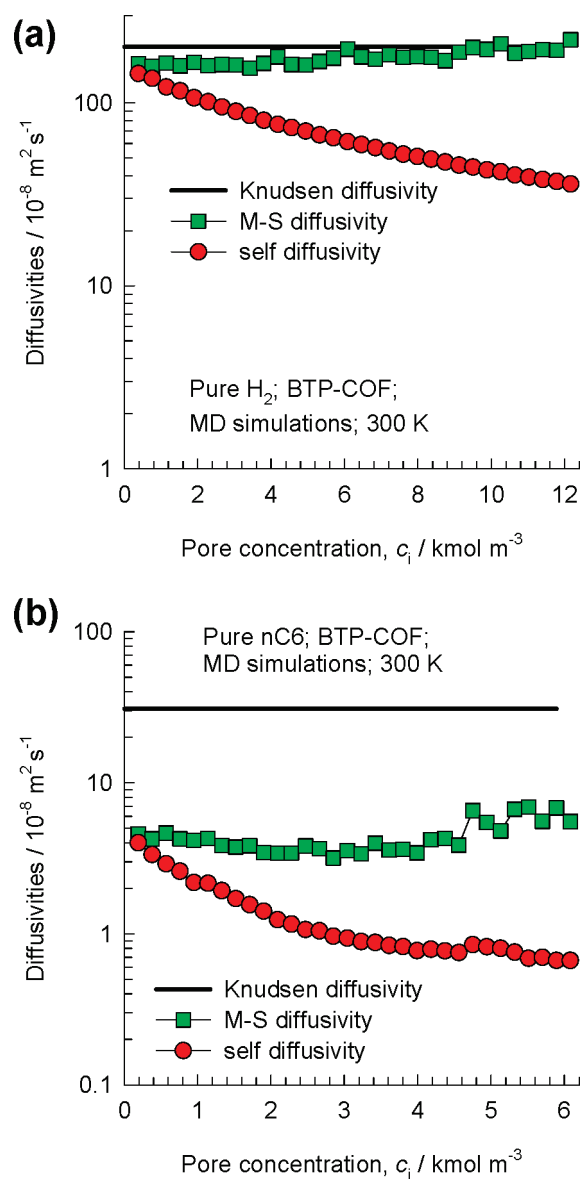 (a)
100
10
1
Diffusivities / 10⁻⁸ m² s⁻¹
Knudsen diffusivity
M-S diffusivity
self diffusivity
Pure H₂; BTP-COF;
MD simulations; 300 K
0 2 4 6 8 10 12
Pore concentration, cᵢ / kmol m⁻³
(b)
100
10
1
0.1
Diffusivities / 10⁻⁸ m² s⁻¹
Pure nC6; BTP-COF;
MD simulations; 300 K
Knudsen diffusivity
M-S diffusivity
self diffusivity
0 1 2 3 4 5 6
Pore concentration, cᵢ / kmol m⁻³